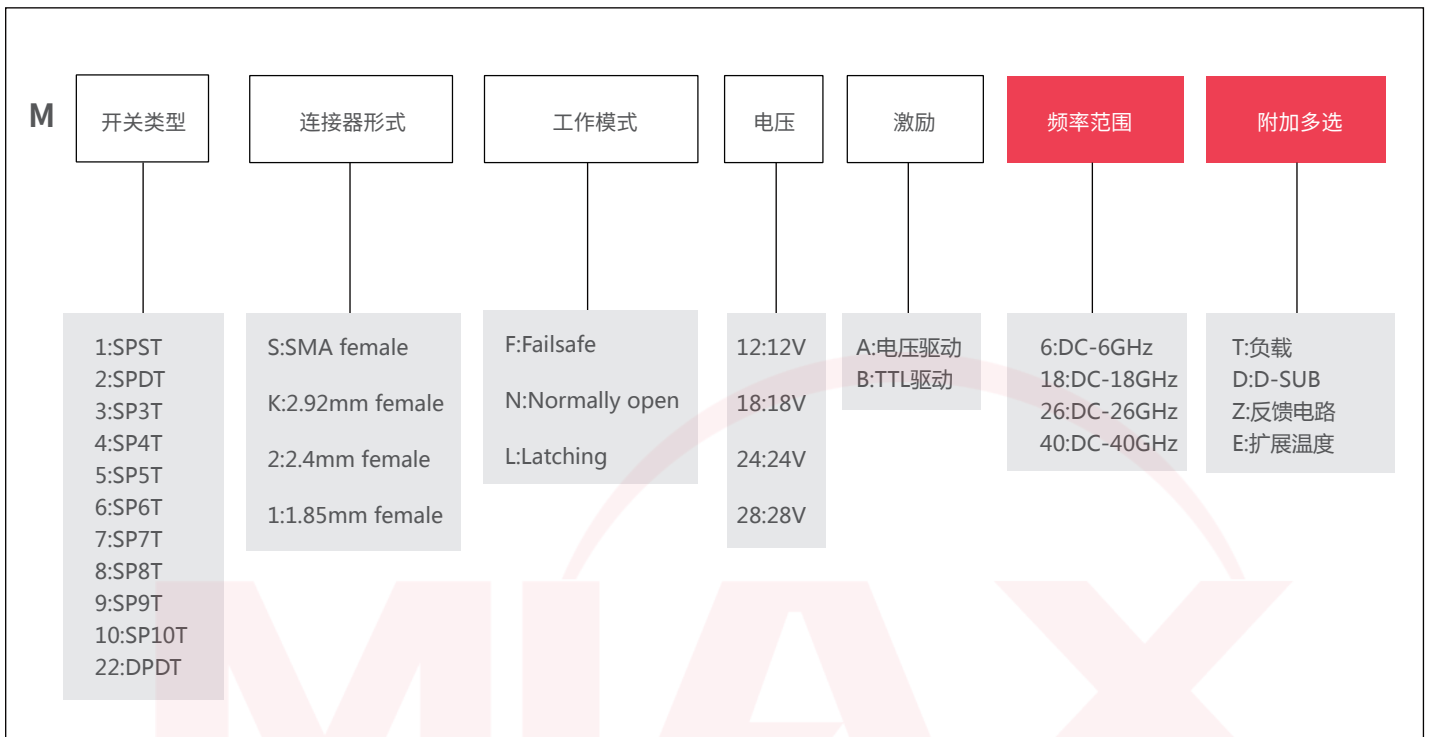 M
开关类型
连接器形式
工作模式
电压
激励
频率范围
附加多选
1:SPST
2:SPDT
3:SP3T
4:SP4T
5:SP5T
6:SP6T
7:SP7T
8:SP8T
9:SP9T
10:SP10T
22:DPDT
S:SMA female
K:2.92mm female
2:2.4mm female
1:1.85mm female
F:Failsafe
N:Normally open
L:Latching
12:12V
18:18V
24:24V
28:28V
A:电压驱动
B:TTL驱动
6:DC-6GHz
18:DC-18GHz
26:DC-26GHz
40:DC-40GHz
T:负载
D:D-SUB
Z:反馈电路
E:扩展温度
MIAX